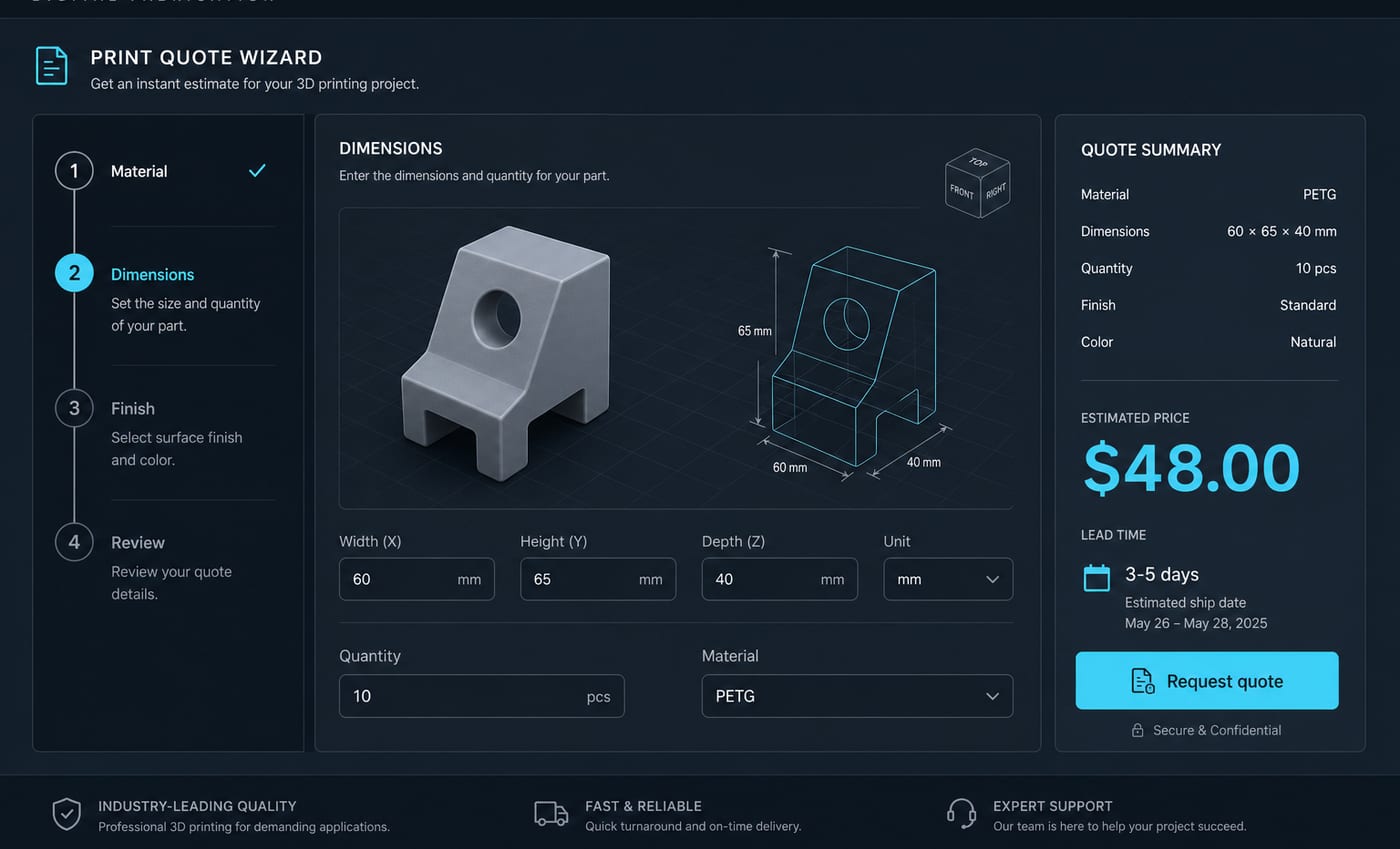 PRINT QUOTE WIZARD
Get an instant estimate for your 3D printing project.
1
Material
2
Dimensions
Set the size and quantity
of your part.
3
Finish
Select surface finish
and color.
4
Review
Review your quote
details.
DIMENSIONS
Enter the dimensions and quantity for your part.
TOP
FRONT
RIGHT
65 mm
60 mm
40 mm
Width (X)
Height (Y)
Depth (Z)
Unit
60 mm
65 mm
40 mm
mm
Quantity
Material
10 pcs
PETG
QUOTE SUMMARY
Material PETG
Dimensions 60 × 65 × 40 mm
Quantity 10 pcs
Finish Standard
Color Natural
ESTIMATED PRICE
$48.00
LEAD TIME
3-5 days
Estimated ship date
May 26 – May 28, 2025
Request quote
Secure & Confidential
INDUSTRY-LEADING QUALITY
Professional 3D printing for demanding applications.
FAST & RELIABLE
Quick turnaround and on-time delivery.
EXPERT SUPPORT
Our team is here to help your project succeed.